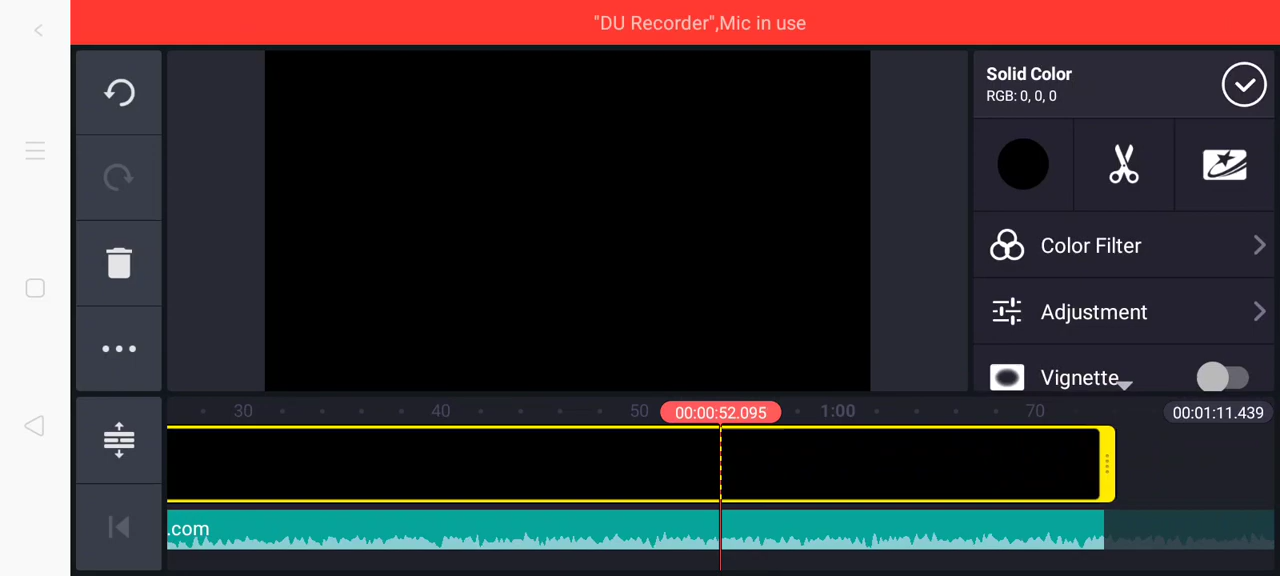 "DU Recorder",Mic in use
Solid Color
RGB: 0, 0, 0
Color Filter
Adjustment
Vignette
30 40 50 00:00:52.095 1:00 70 00:01:11.439
.com